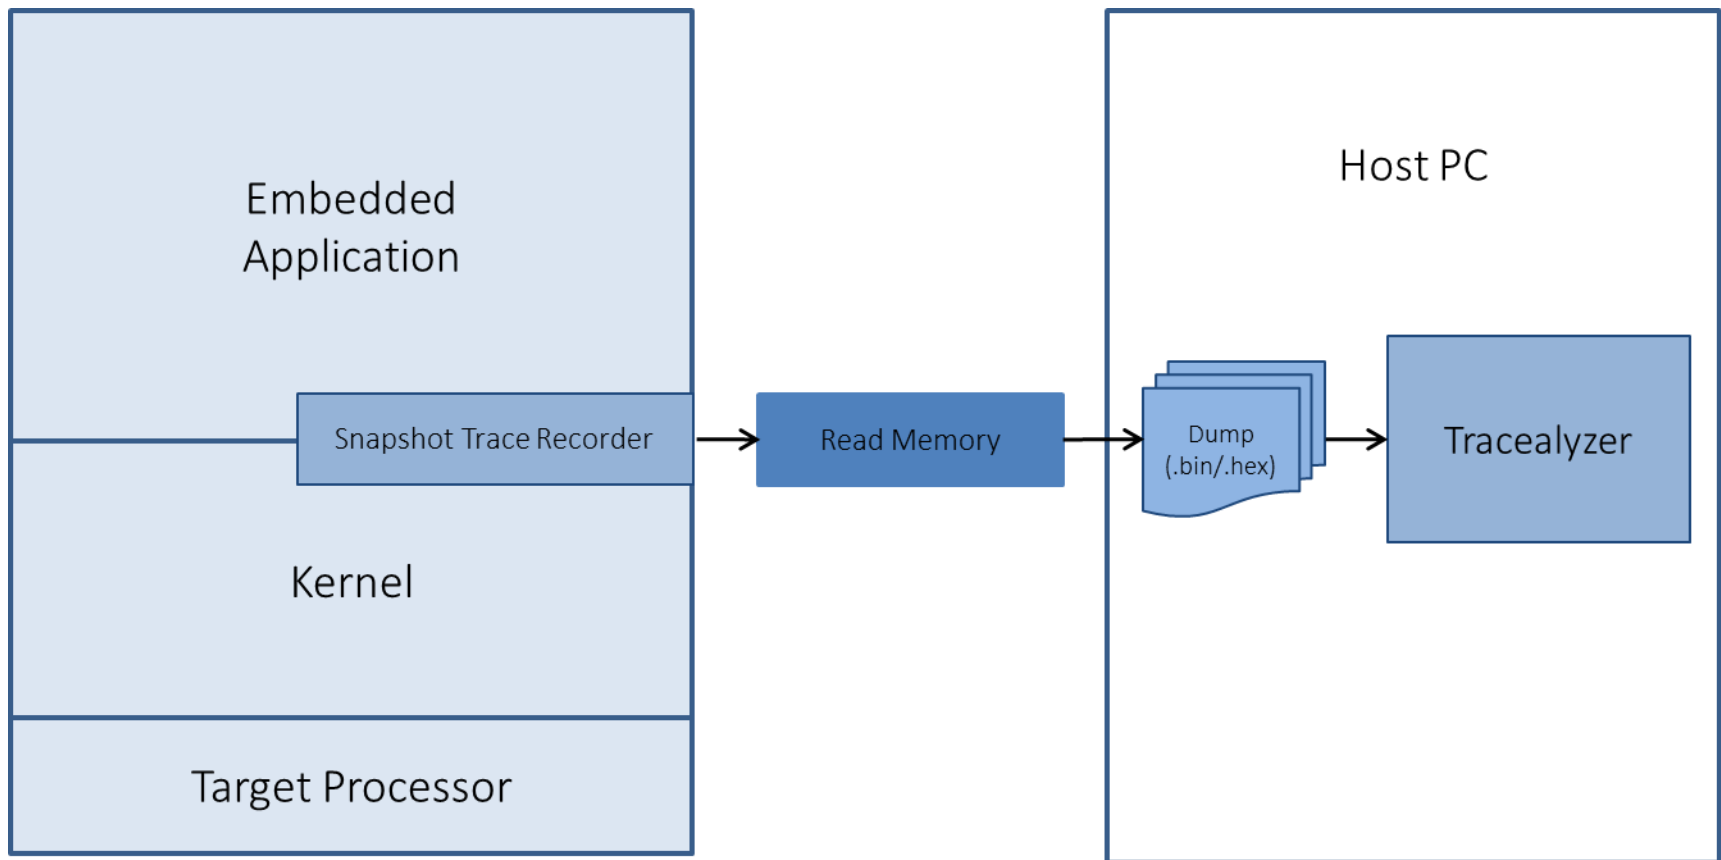 Embedded
Application
Snapshot Trace Recorder
Kernel
Target Processor
Read Memory
Host PC
Dump
(.bin/.hex)
Tracealyzer